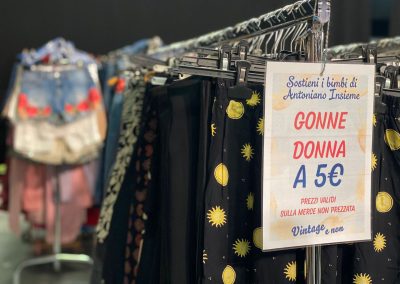 Sostieni i bimbi di
Antoniano Insieme
GONNE
DONNA
A 5€
PREZZI VALIDI
SULLA MERCE NON PREZZATA
Vintage e non